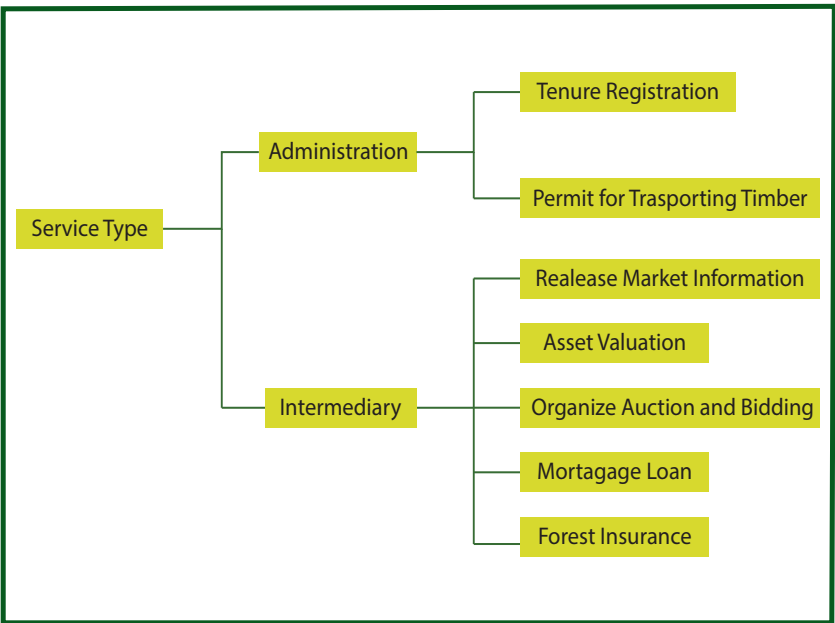 Service Type
Administration
Tenure Registration
Permit for Trasporting Timber
Intermediary
Realease Market Information
Asset Valuation
Organize Auction and Bidding
Mortagage Loan
Forest Insurance